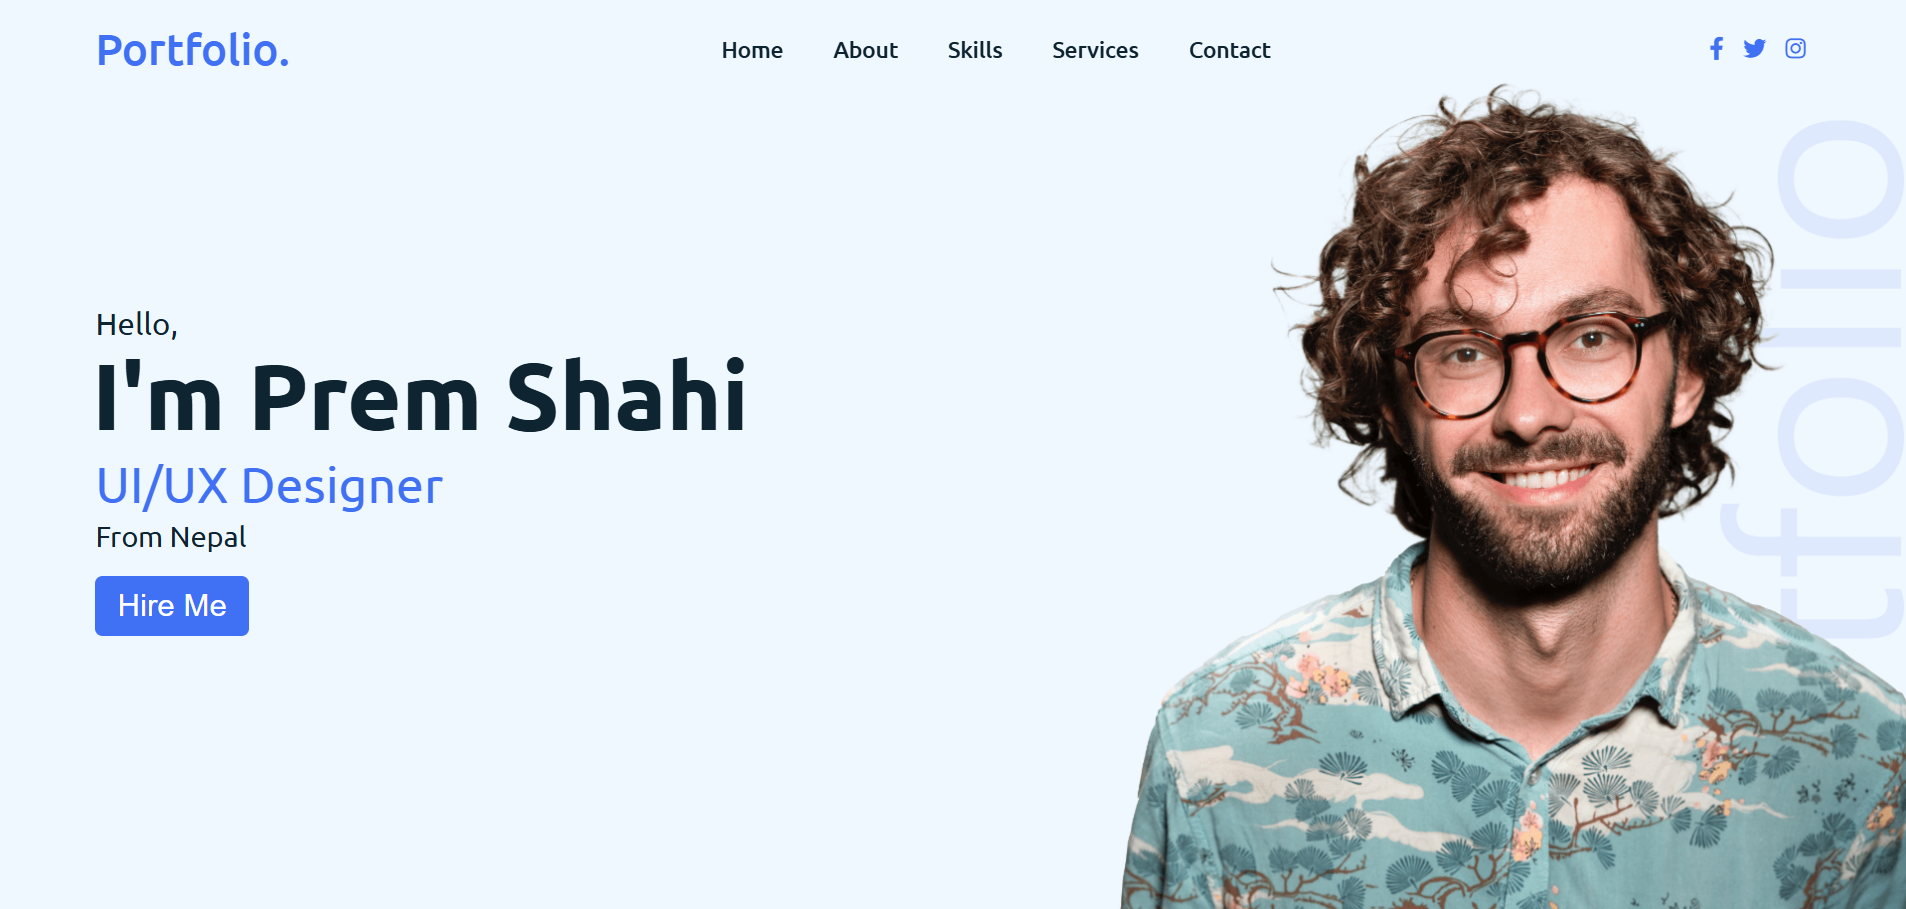 Portfolio.
Home About Skills Services Contact
Hello,
I'm Prem Shahi
UI/UX Designer
From Nepal
Hire Me
tfolio